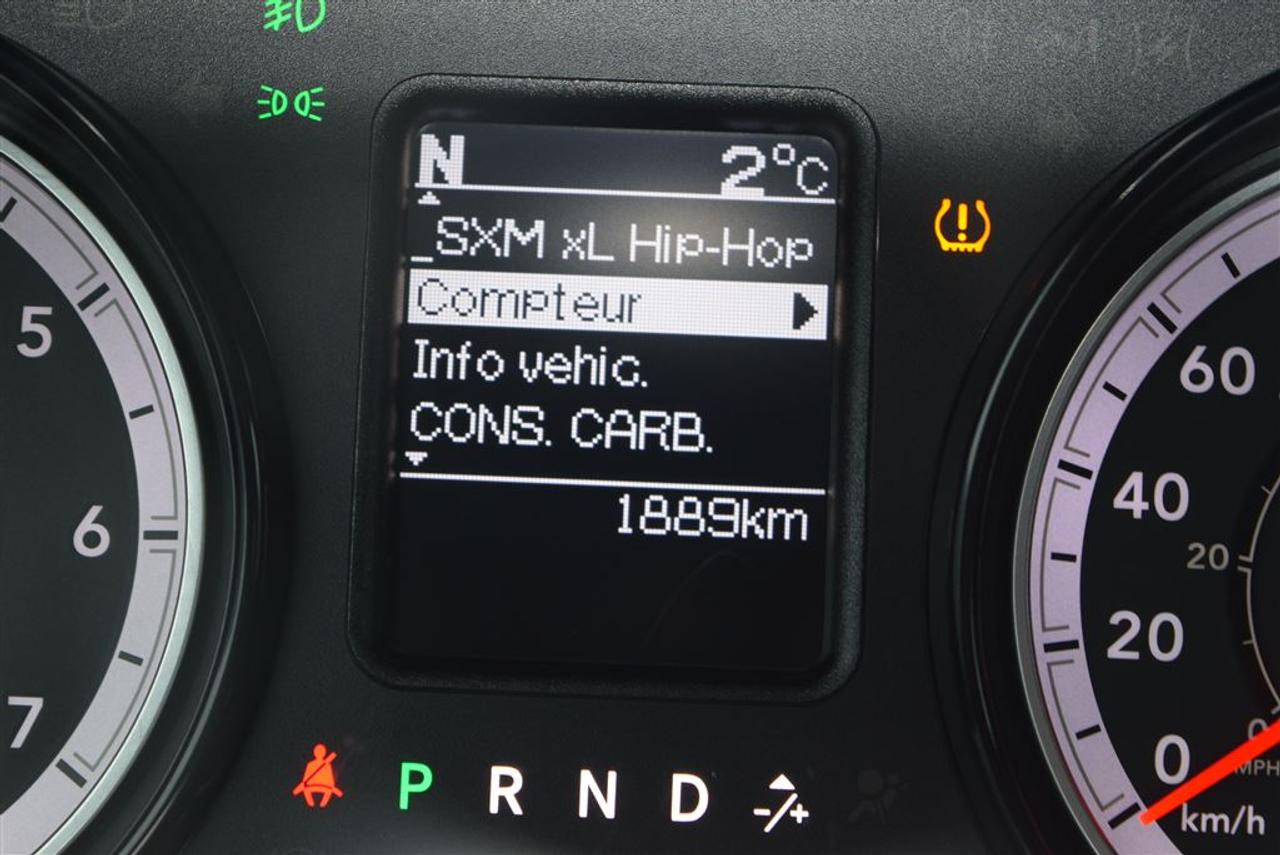 N 2°C
_SXM xL Hip-Hop
Compteur
Info vehic.
CONS. CARB.
1889km
P R N D -/+
5
6
7
60
40
20
20
0
0
MPH
km/h